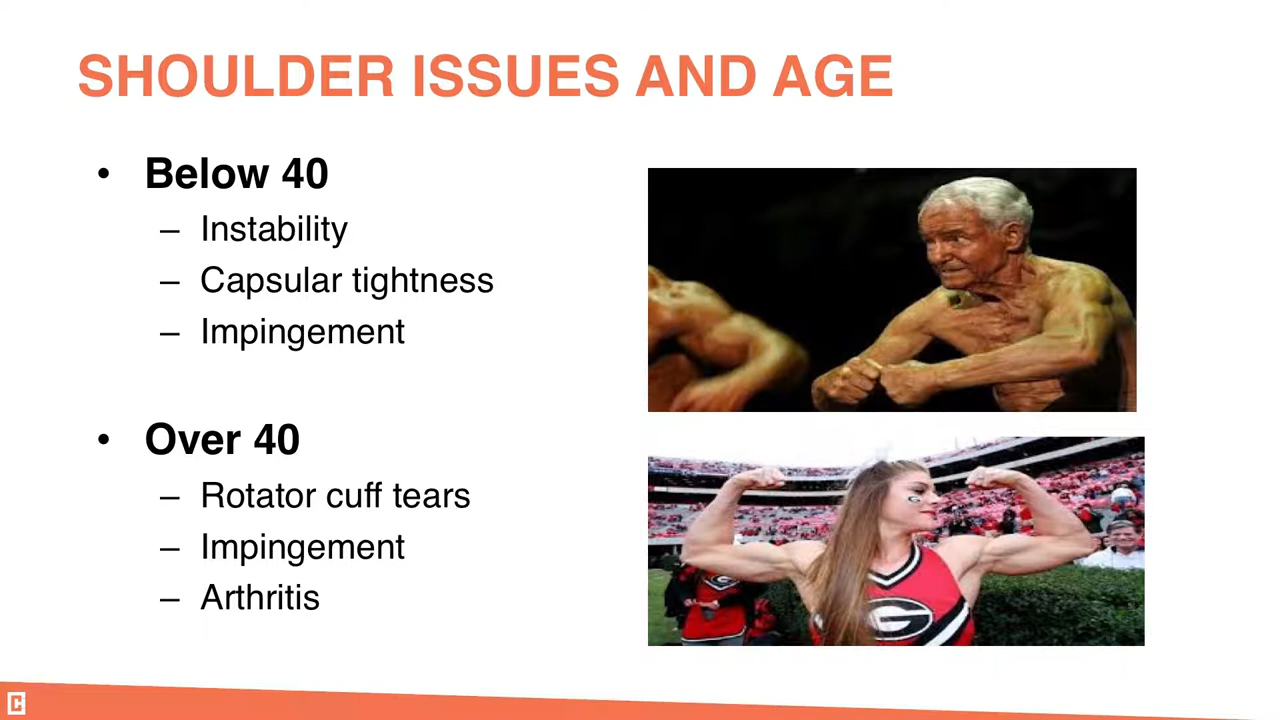 SHOULDER ISSUES AND AGE
• Below 40
– Instability
– Capsular tightness
– Impingement
• Over 40
– Rotator cuff tears
– Impingement
– Arthritis
G
C